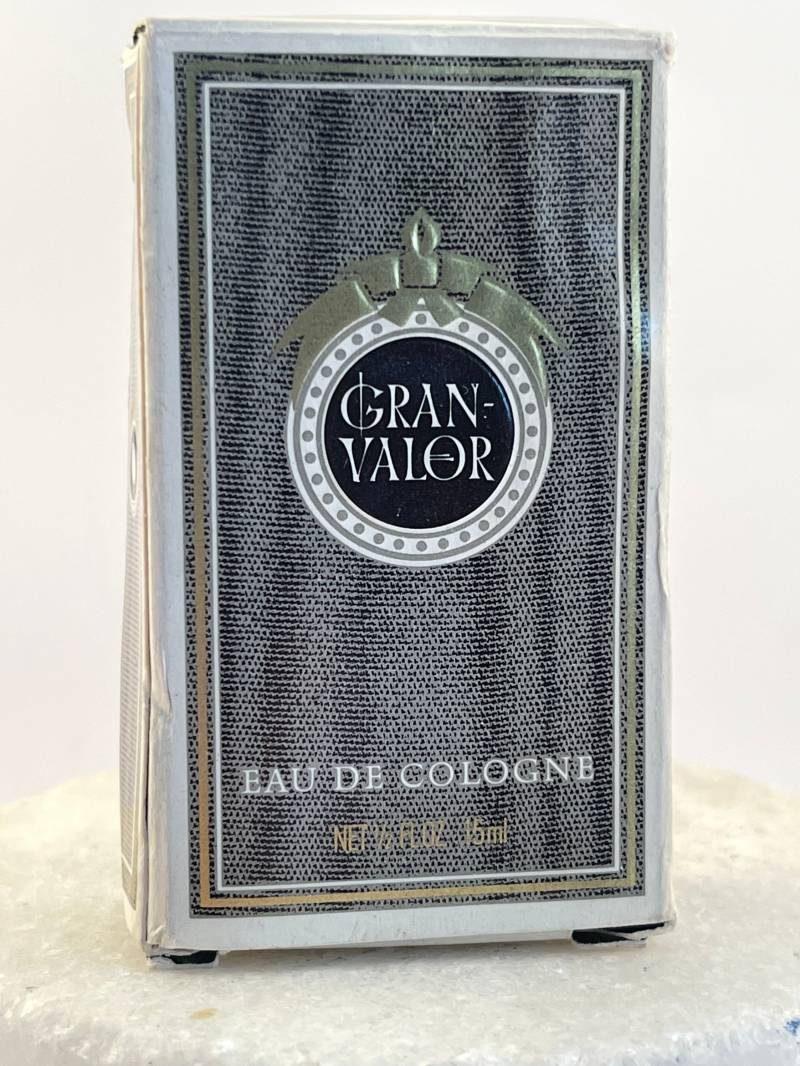 GRAN-
VALOR
EAU DE COLOGNE
NET ½ FL OZ 15ml